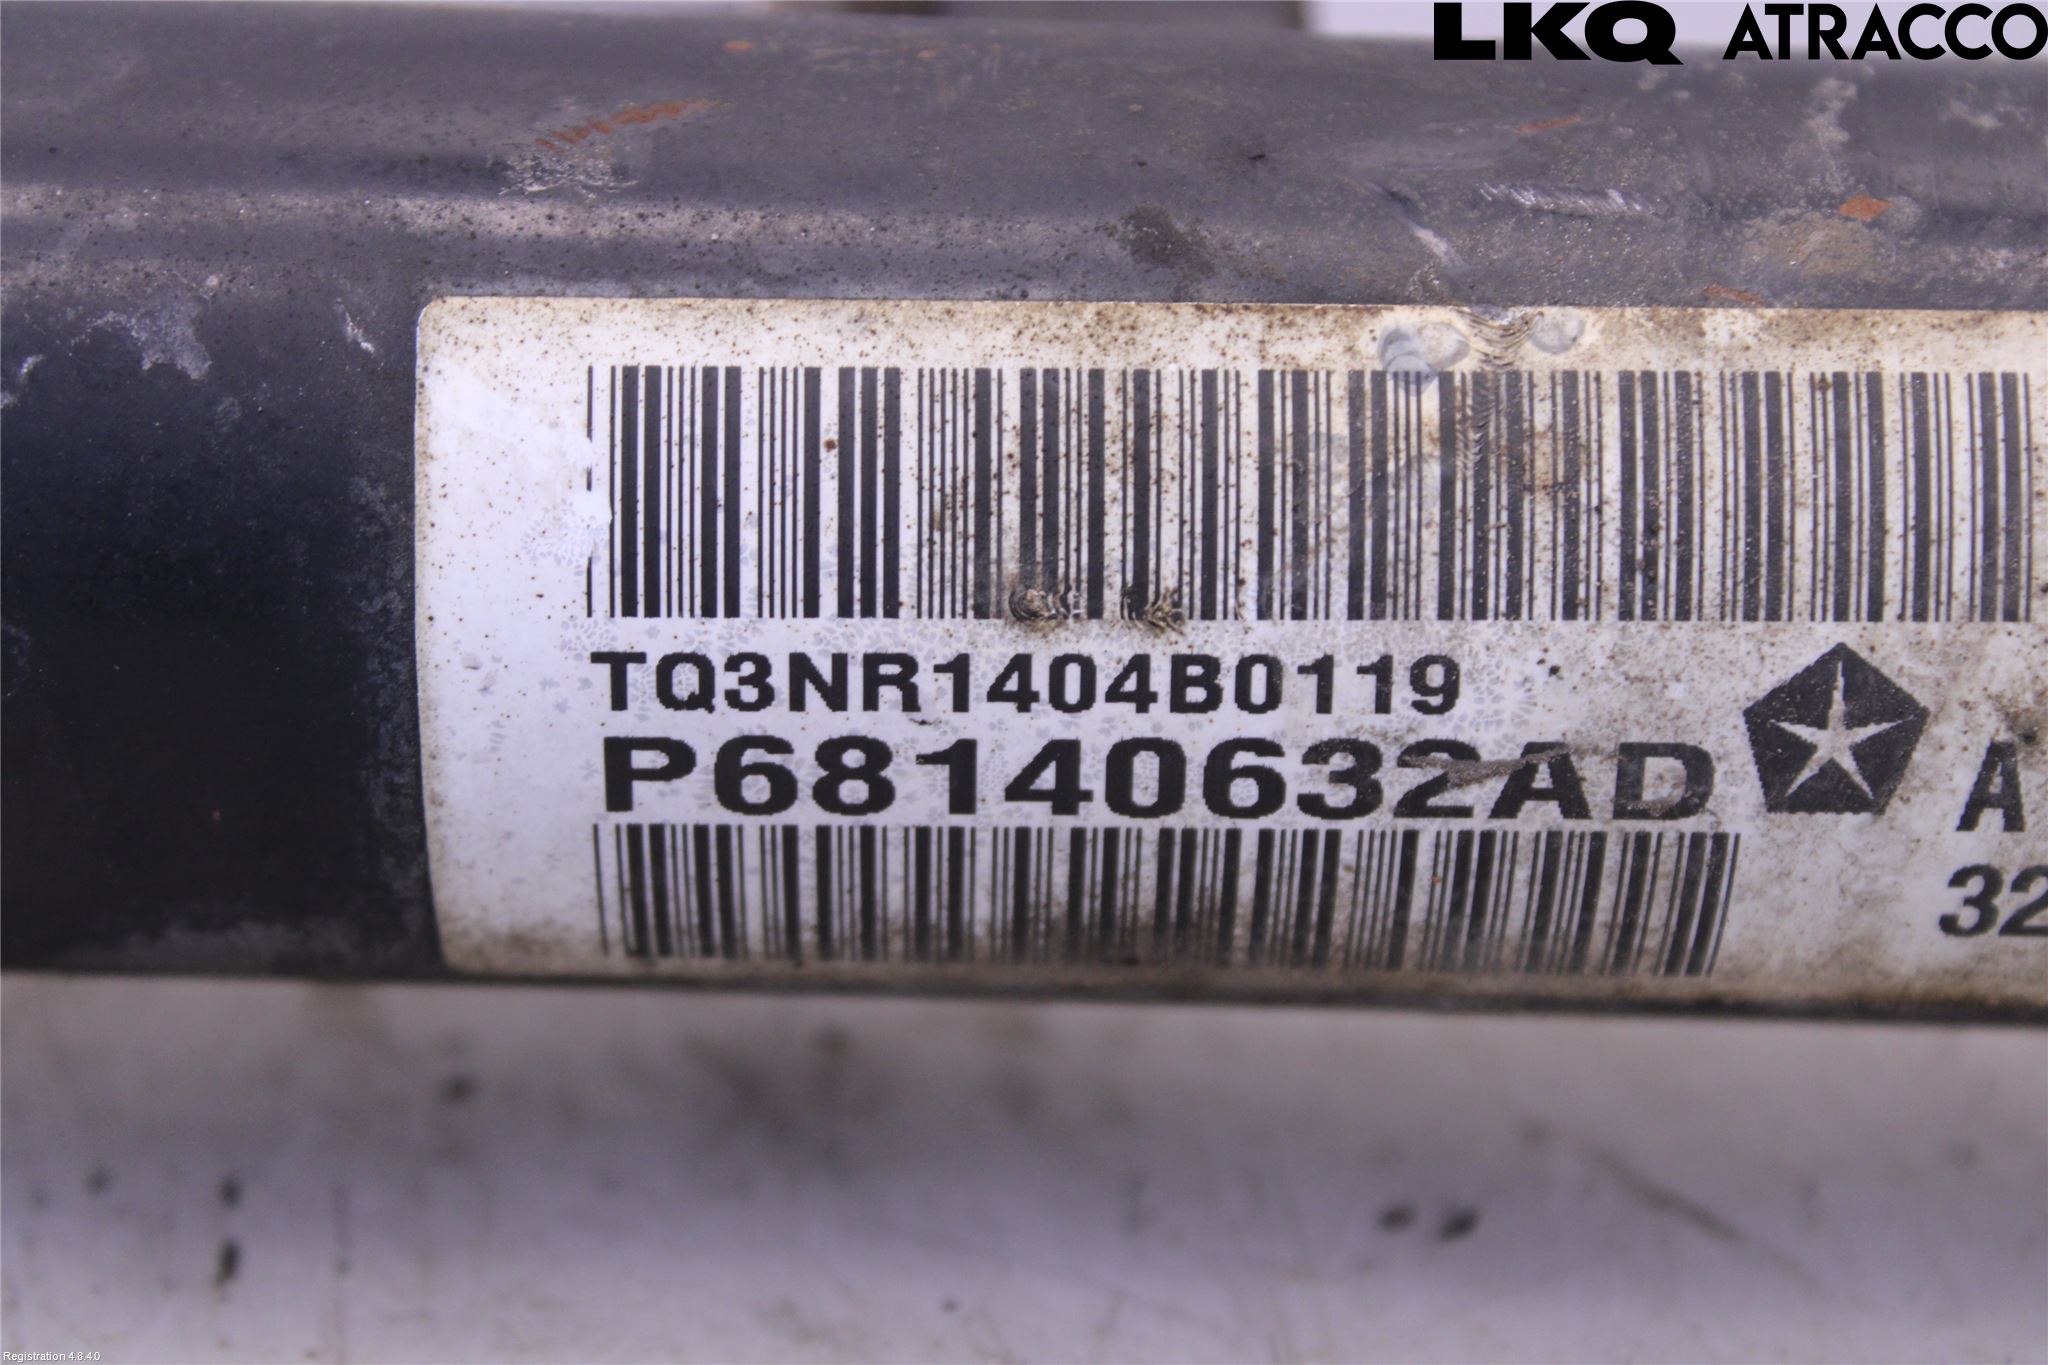 LKQ ATRACCO
TQ3NR1404B0119
P68140632AD
A
32
Registration 4.8.4.0